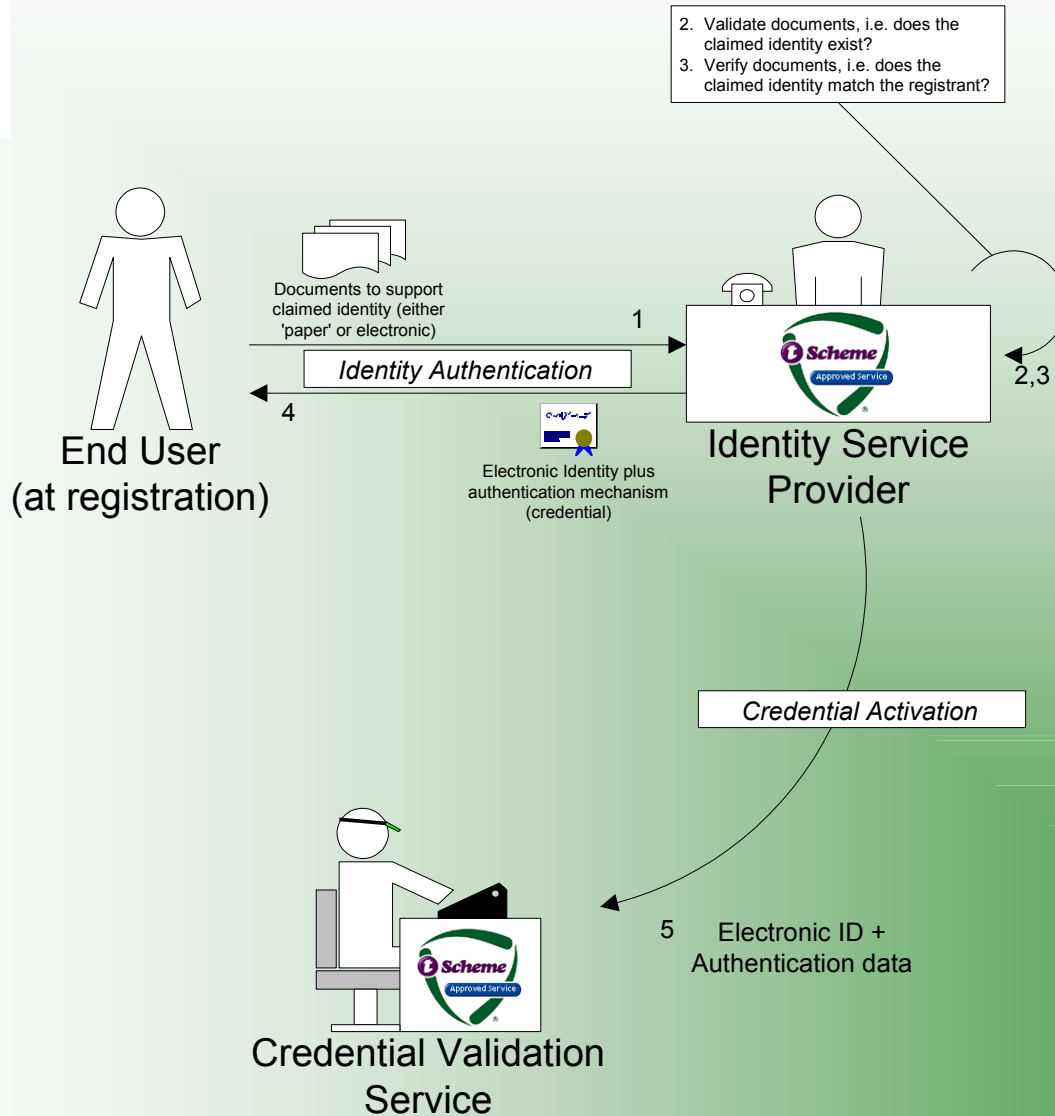 2. Validate documents, i.e. does the
claimed identity exist?
3. Verify documents, i.e. does the
claimed identity match the registrant?
Documents to support
claimed identity (either
'paper' or electronic)
1
Identity Authentication
4
2,3
t Scheme
Approved Service
®
End User
(at registration)
Electronic Identity plus
authentication mechanism
(credential)
Identity Service
Provider
Credential Activation
5
Electronic ID +
Authentication data
t Scheme
Approved Service
®
Credential Validation
Service